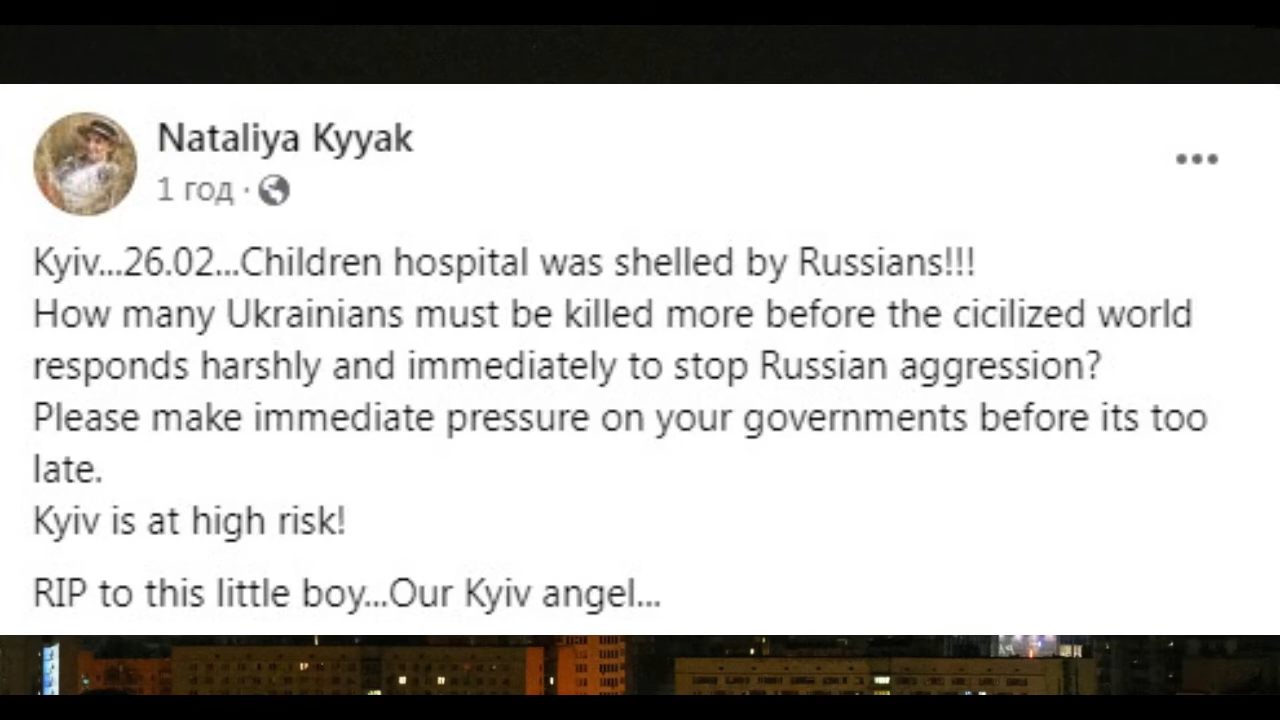 Nataliya Kyyak
1 год ·
Kyiv...26.02...Children hospital was shelled by Russians!!!
How many Ukrainians must be killed more before the cicilized world
responds harshly and immediately to stop Russian aggression?
Please make immediate pressure on your governments before its too
late.
Kyiv is at high risk!
RIP to this little boy...Our Kyiv angel...